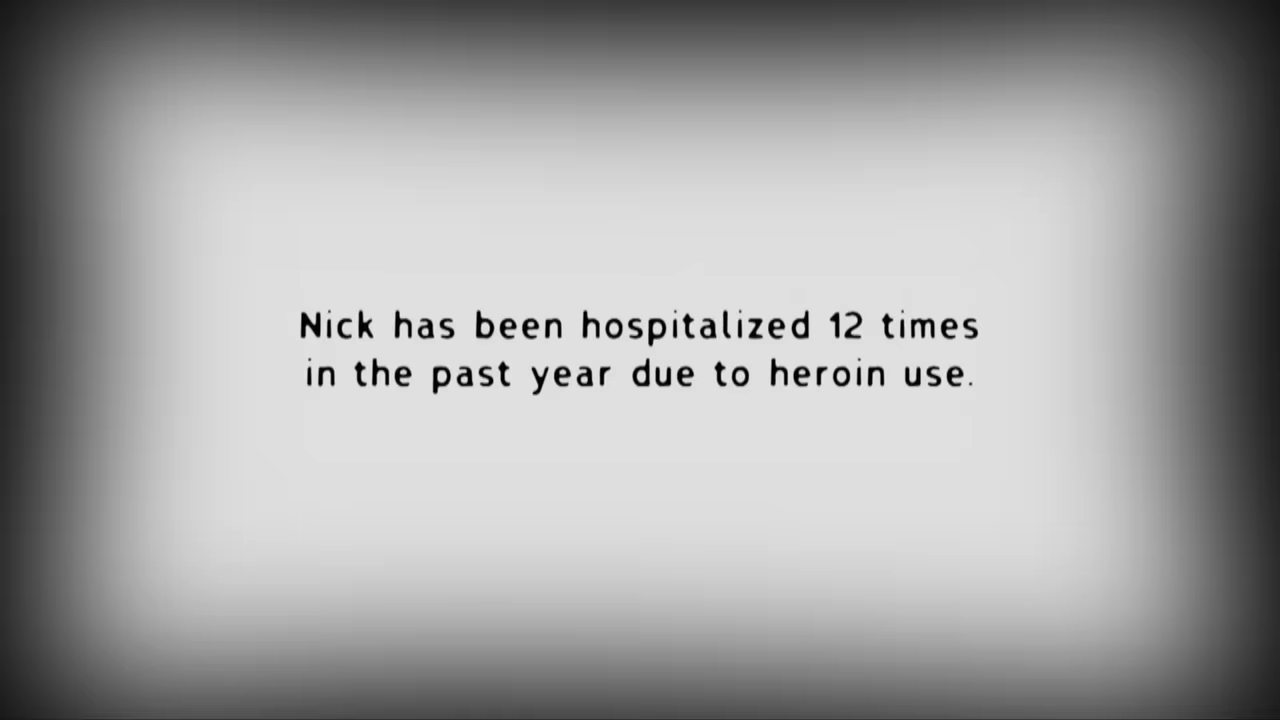 Nick has been hospitalized 12 times
in the past year due to heroin use.